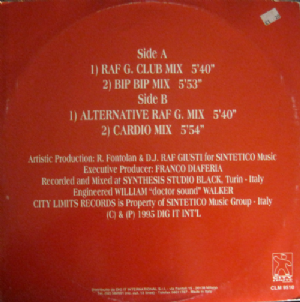 Side A
1) RAF G. CLUB MIX 5'40"
2) BIP BIP MIX 5'53"
Side B
1) ALTERNATIVE RAF G. MIX 5'40"
2) CARDIO MIX 5'54"
Artistic Production: R. Fontolan & D.J. RAF GIUSTI for SINTETICO Music
Executive Producer: FRANCO DIAFERIA
Recorded and Mixed at SYNTHESIS STUDIO BLACK, Turin - Italy
Engineered WILLIAM "doctor sound" WALKER
CITY LIMITS RECORDS is Property of SINTETICO Music Group - Italy
(C) & (P) 1995 DIG IT INT'L